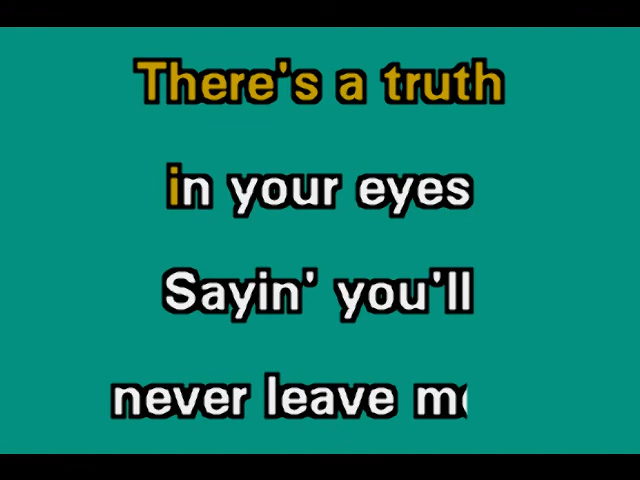 There's a truth
in your eyes
Sayin' you'll
never leave me